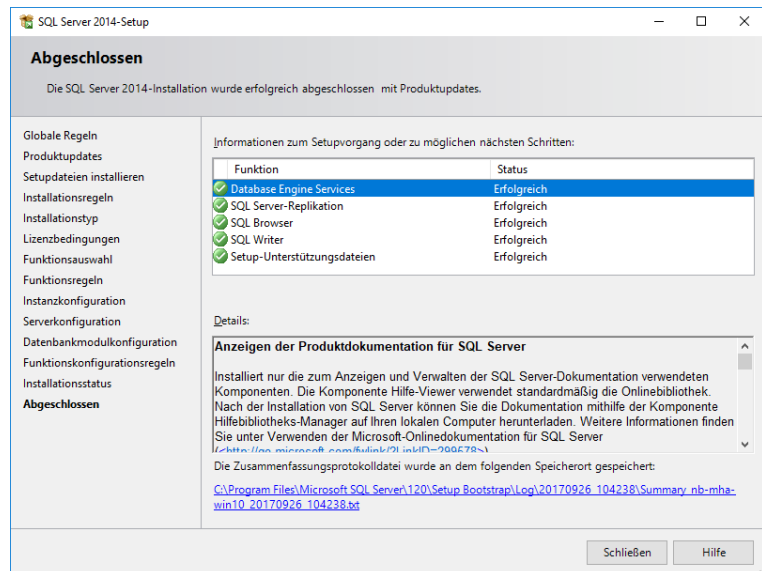 SQL Server 2014-Setup
Abgeschlossen
Die SQL Server 2014-Installation wurde erfolgreich abgeschlossen mit Produktupdates.
Globale Regeln
Produktupdates
Setupdateien installieren
Installationsregeln
Installationstyp
Lizenzbedingungen
Funktionsauswahl
Funktionsregeln
Instanzkonfiguration
Serverkonfiguration
Datenbankmodulkonfiguration
Funktionskonfigurationsregeln
Installationsstatus
Abgeschlossen
Informationen zum Setupvorgang oder zu möglichen nächsten Schritten:
Funktion Status
Database Engine Services Erfolgreich
SQL Server-Replikation Erfolgreich
SQL Browser Erfolgreich
SQL Writer Erfolgreich
Setup-Unterstützungsdateien Erfolgreich
Details:
Anzeigen der Produktdokumentation für SQL Server
Installiert nur die zum Anzeigen und Verwalten der SQL Server-Dokumentation verwendeten
Komponenten. Die Komponente Hilfe-Viewer verwendet standardmäßig die Onlinebibliothek.
Nach der Installation von SQL Server können Sie die Dokumentation mithilfe der Komponente
Hilfebibliotheks-Manager auf Ihren lokalen Computer herunterladen. Weitere Informationen finden
Sie unter Verwenden der Microsoft-Onlinedokumentation für SQL Server
(<http://go.microsoft.com/fwlink/?LinkID=299578>).
Die Zusammenfassungsprotokolldatei wurde an dem folgenden Speicherort gespeichert:
C:\Program Files\Microsoft SQL Server\120\Setup Bootstrap\Log\20170926_104238\Summary_nb-mha-
win10_20170926_104238.txt
Schließen
Hilfe